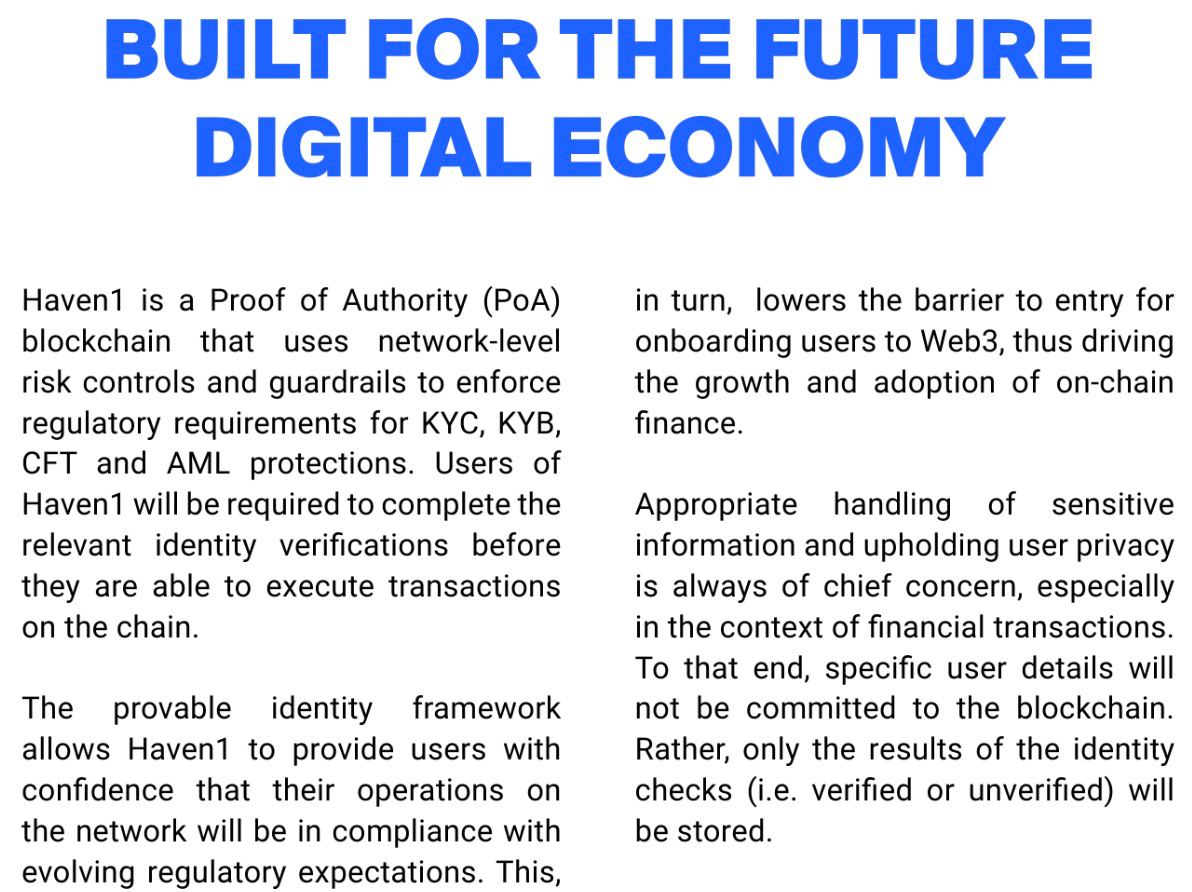 BUILT FOR THE FUTURE
DIGITAL ECONOMY
Haven1 is a Proof of Authority (PoA)
blockchain that uses network-level
risk controls and guardrails to enforce
regulatory requirements for KYC, KYB,
CFT and AML protections. Users of
Haven1 will be required to complete the
relevant identity verifications before
they are able to execute transactions
on the chain.
The provable identity framework
allows Haven1 to provide users with
confidence that their operations on
the network will be in compliance with
evolving regulatory expectations. This,
in turn, lowers the barrier to entry for
onboarding users to Web3, thus driving
the growth and adoption of on-chain
finance.
Appropriate handling of sensitive
information and upholding user privacy
is always of chief concern, especially
in the context of financial transactions.
To that end, specific user details will
not be committed to the blockchain.
Rather, only the results of the identity
checks (i.e. verified or unverified) will
be stored.